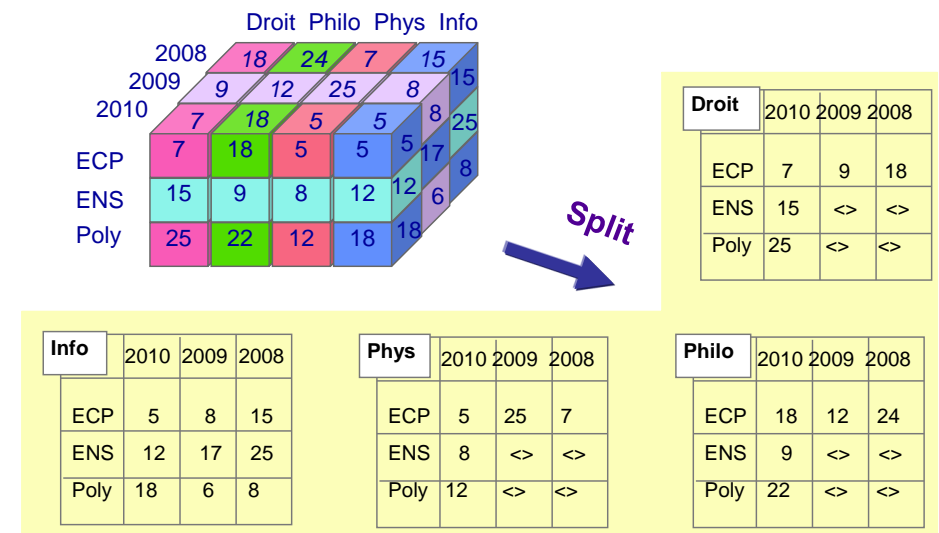 Droit Philo Phys Info
2008 18 24 7 15
2009 9 12 25 8
2010 7 18 5 5
ECP 7 18 5 5
ENS 15 9 8 12
Poly 25 22 12 18
5 8 15
12 17 25
18 6 8
Split
Droit 2010 2009 2008
ECP 7 9 18
ENS 15 <> <>
Poly 25 <> <>
Info 2010 2009 2008
ECP 5 8 15
ENS 12 17 25
Poly 18 6 8
Phys 2010 2009 2008
ECP 5 25 7
ENS 8 <> <>
Poly 12 <> <>
Philo 2010 2009 2008
ECP 18 12 24
ENS 9 <> <>
Poly 22 <> <>